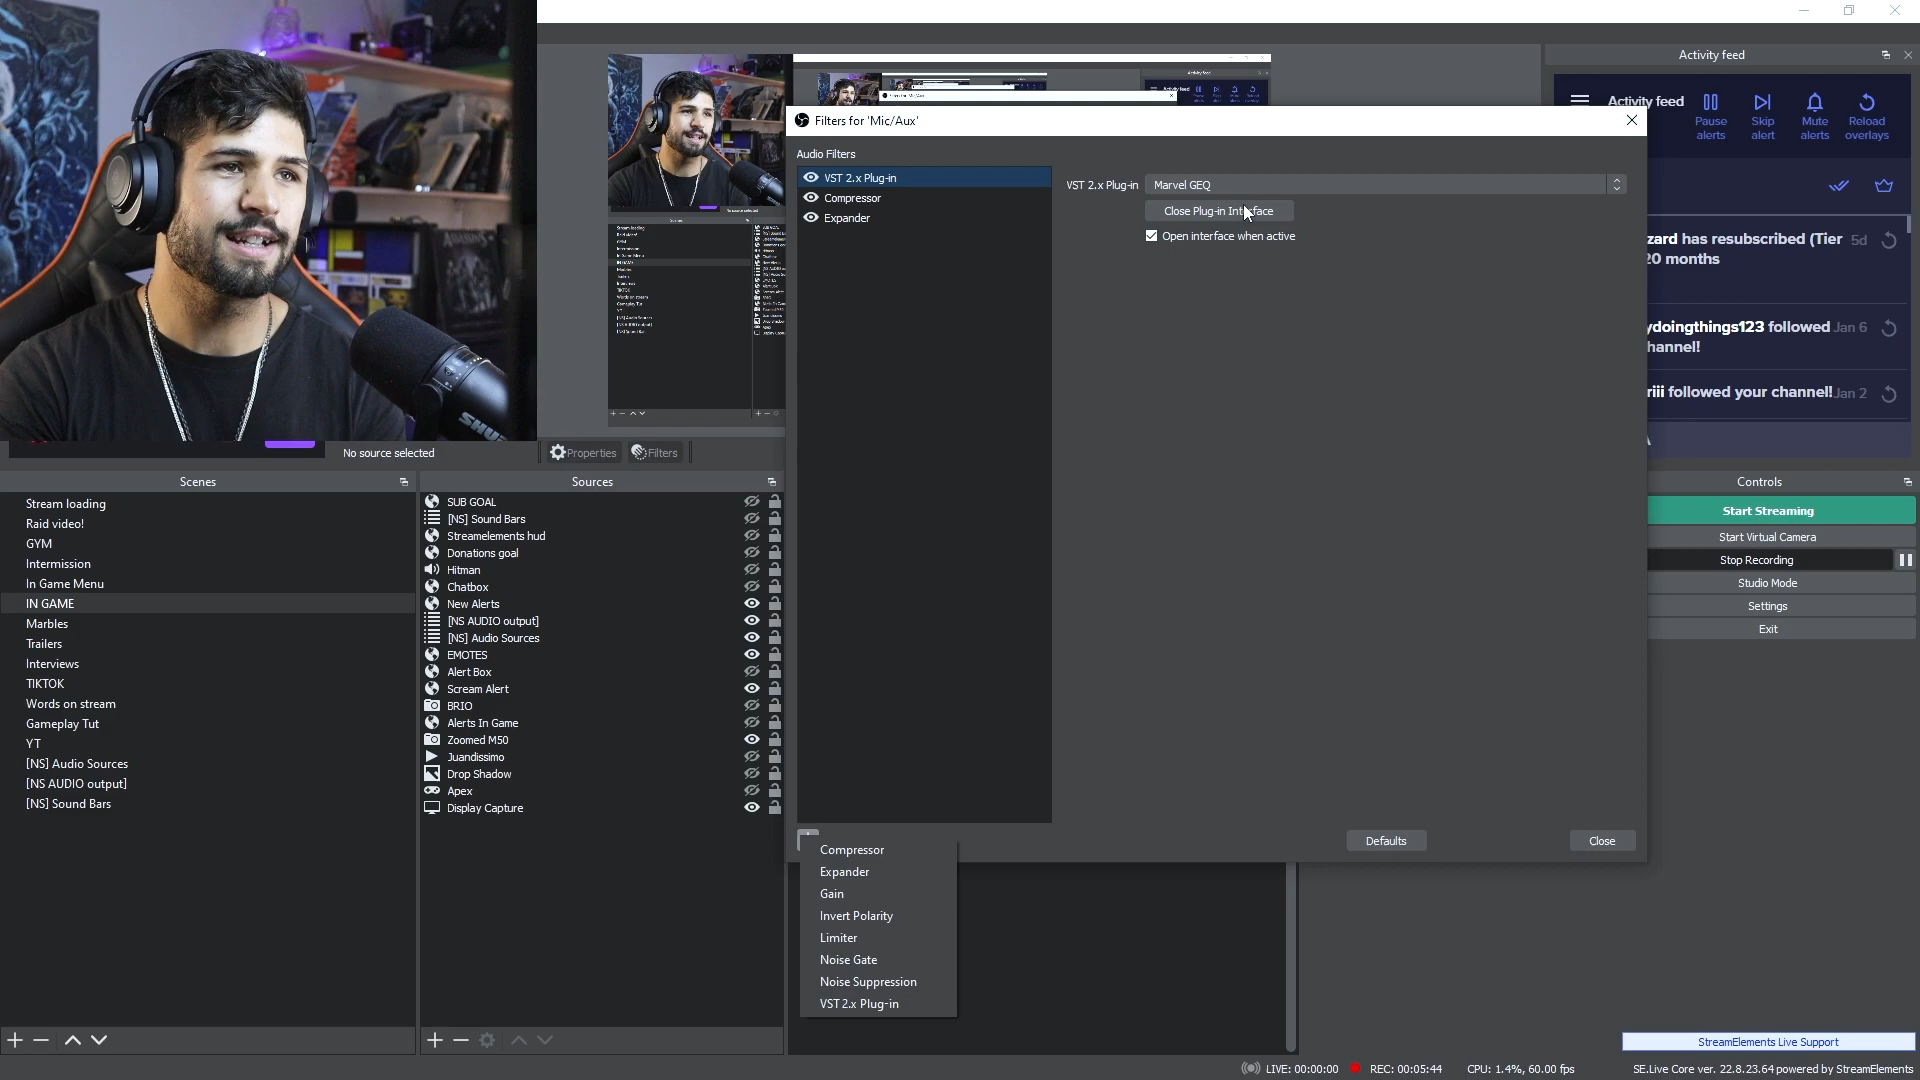 Activity feed
Activity feed
Pause alerts
Skip alert
Mute alerts
Reload overlays
zard has resubscribed (Tier
20 months
5d
ydoingthings123 followed
hannel!
Jan 6
riii followed your channel!
Jan 2
Filters for 'Mic/Aux'
Audio Filters
VST 2.x Plug-in
Compressor
Expander
VST 2.x Plug-in
Marvel GEQ
Close Plug-in Interface
Open interface when active
Defaults
Close
Compressor
Expander
Gain
Invert Polarity
Limiter
Noise Gate
Noise Suppression
VST 2.x Plug-in
SHU
No source selected
Properties
Filters
Scenes
Stream loading
Raid video!
GYM
Intermission
In Game Menu
IN GAME
Marbles
Trailers
Interviews
TIKTOK
Words on stream
Gameplay Tut
YT
[NS] Audio Sources
[NS AUDIO output]
[NS] Sound Bars
Sources
SUB GOAL
[NS] Sound Bars
Streamelements hud
Donations goal
Hitman
Chatbox
New Alerts
[NS AUDIO output]
[NS] Audio Sources
EMOTES
Alert Box
Scream Alert
BRIO
Alerts In Game
Zoomed M50
Juandissimo
Drop Shadow
Apex
Display Capture
Controls
Start Streaming
Start Virtual Camera
Stop Recording
Studio Mode
Settings
Exit
StreamElements Live Support
LIVE: 00:00:00
REC: 00:05:44
CPU: 1.4%, 60.00 fps
SE.Live Core ver. 22.8.23.64 powered by StreamElements